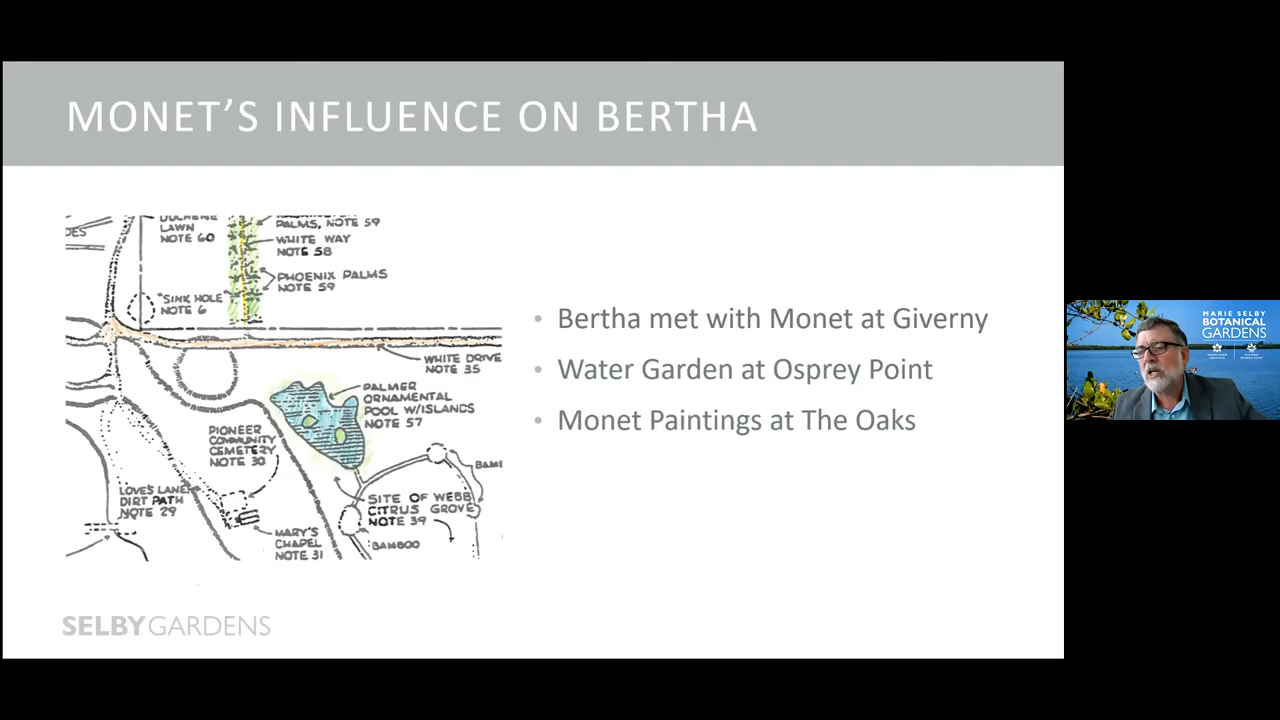 MONET'S INFLUENCE ON BERTHA
LAWN
NOTE 60
PALMS, NOTE 59
WHITE WAY
NOTE 58
PHOENIX PALMS
NOTE 59
"SINK HOLE"
NOTE 6
WHITE DRIVE
NOTE 35
PALMER
ORNAMENTAL
POOL W/ISLANDS
NOTE 57
PIONEER
COMMUNITY
CEMETERY
NOTE 30
LOVE'S LANE
DIRT PATH
NOTE 29
SITE OF WEBB
CITRUS GROVE
NOTE 39
MARY'S
CHAPEL
NOTE 31
BAMBOO
• Bertha met with Monet at Giverny
• Water Garden at Osprey Point
• Monet Paintings at The Oaks
SELBY GARDENS
MARIE SELBY
BOTANICAL
GARDENS